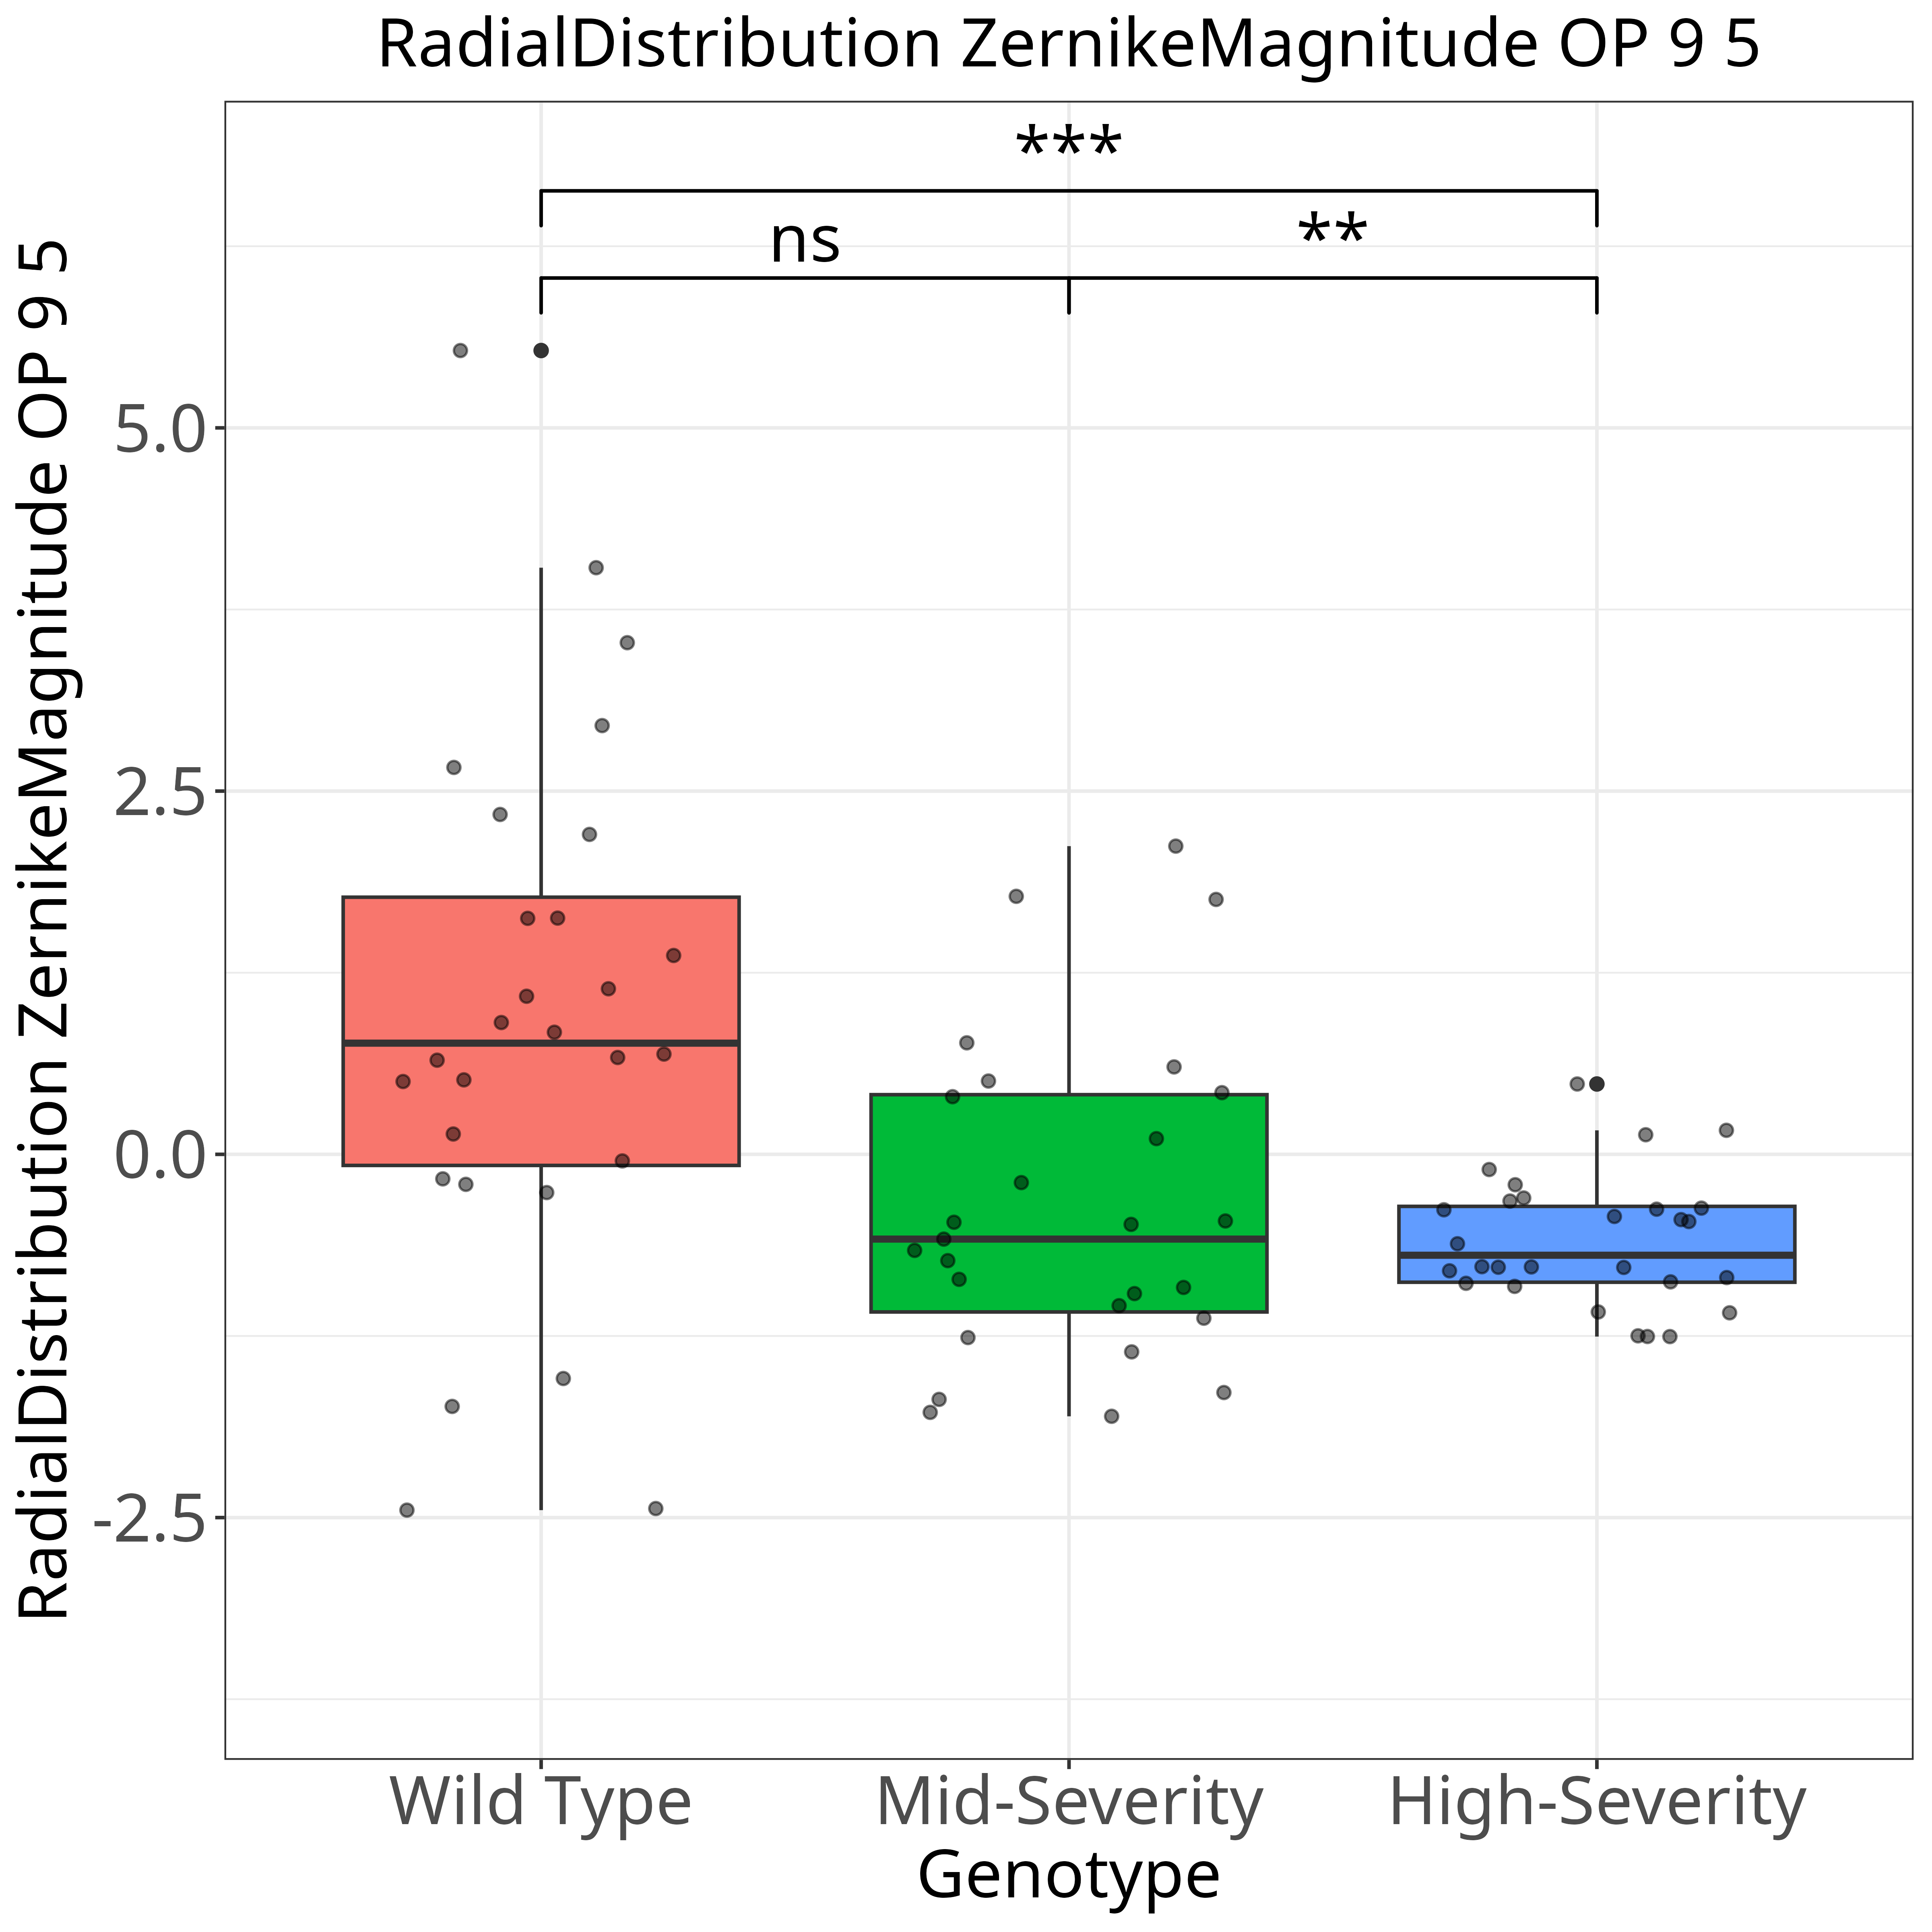 RadialDistribution ZernikeMagnitude OP 9 5
***
ns
**
RadialDistribution ZernikeMagnitude OP 9 5
5.0
2.5
0.0
-2.5
Wild Type
Mid-Severity
High-Severity
Genotype